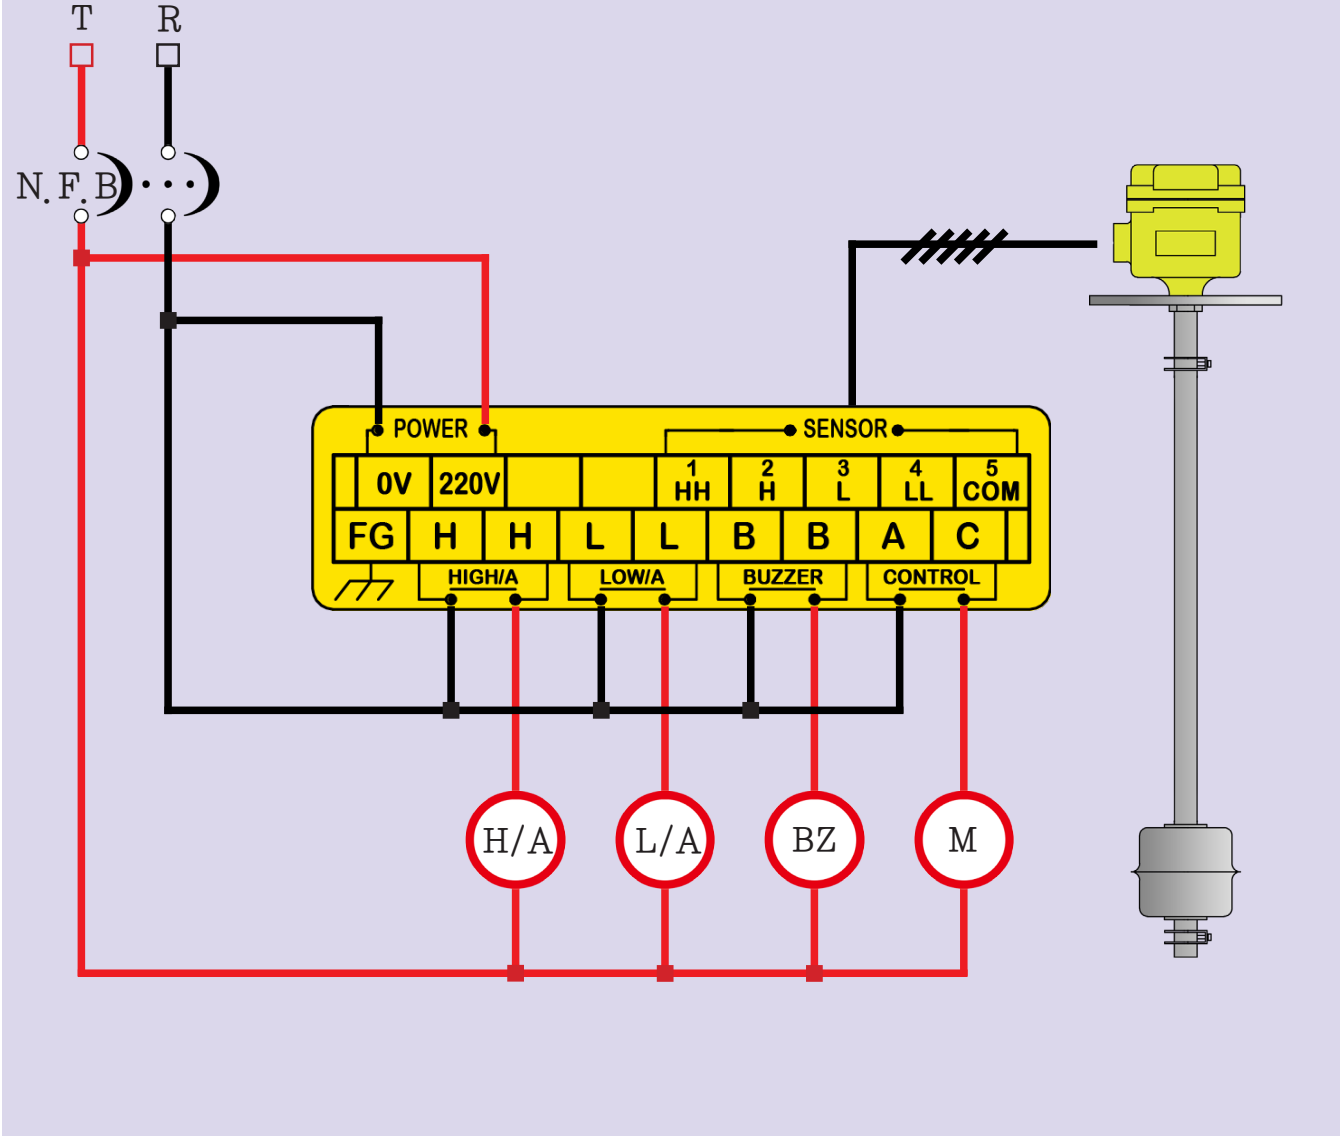 T R
N.F.B
POWER SENSOR
0V 220V 1 HH 2 H 3 L 4 LL 5 COM
FG H H L L B B A C
HIGH/A LOW/A BUZZER CONTROL
H/A L/A BZ M